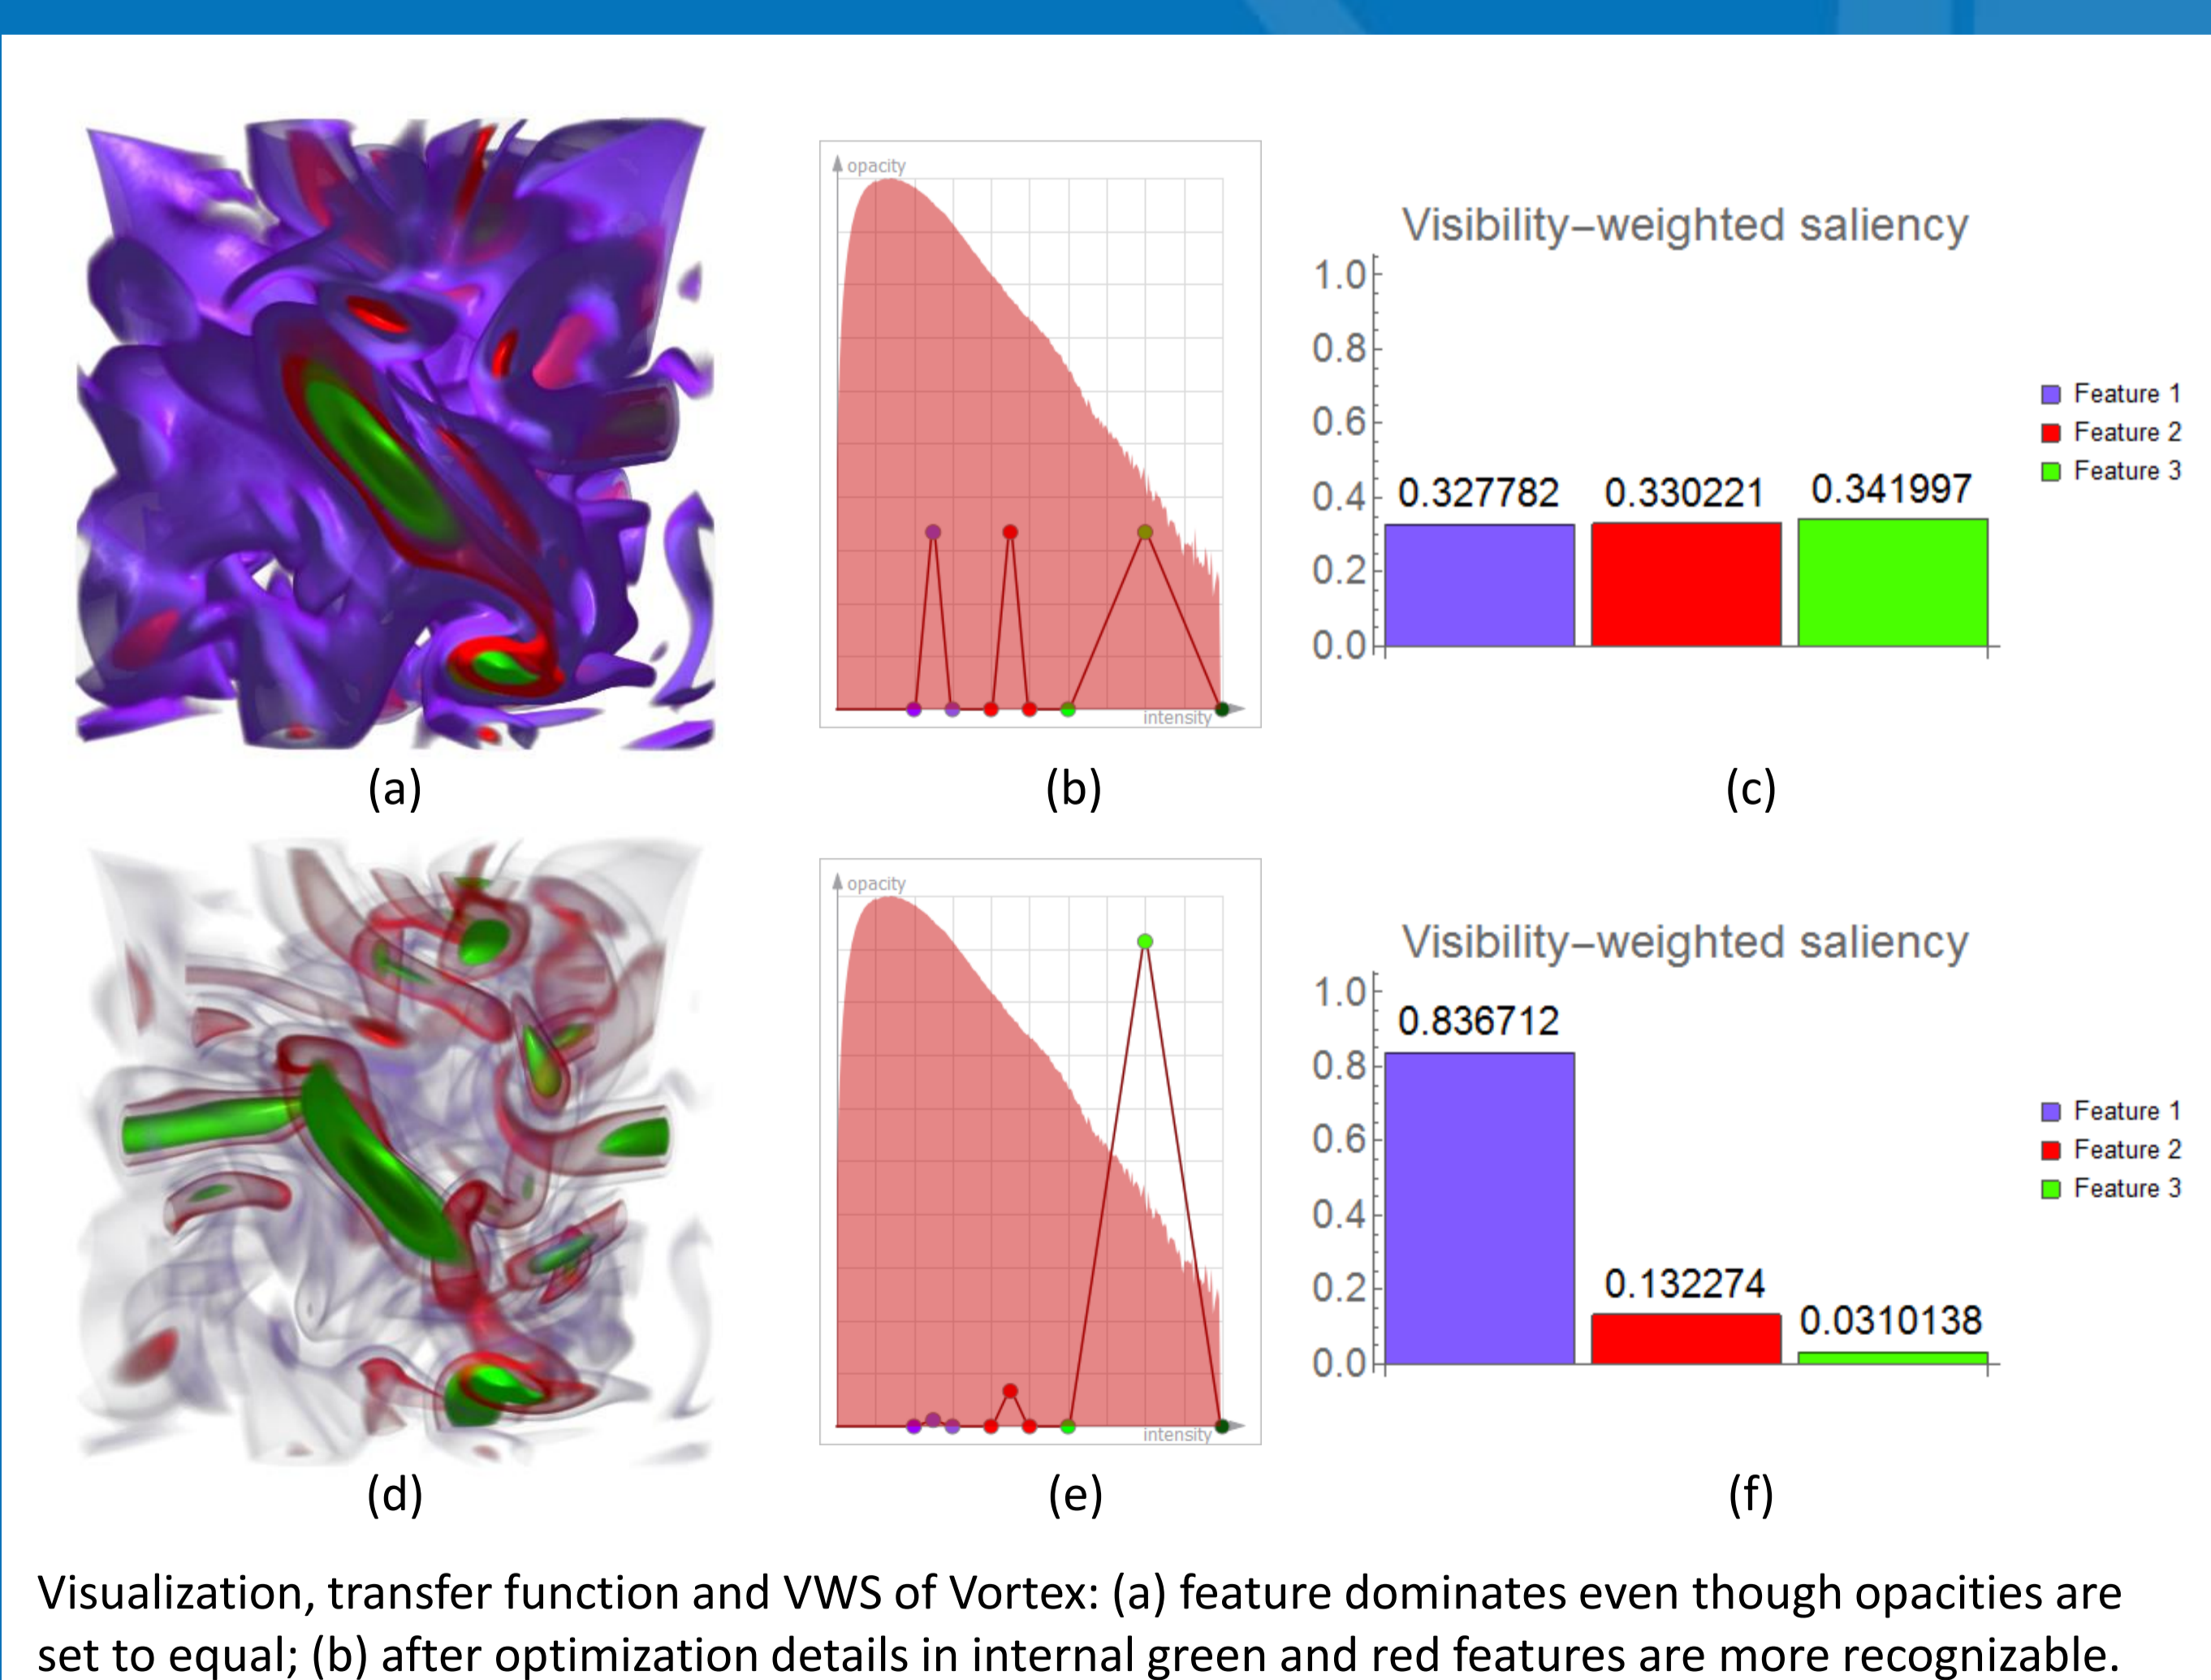 opacity
intensity
Visibility–weighted saliency
1.0
0.8
0.6
0.4
0.2
0.0
0.327782
0.330221
0.341997
Feature 1
Feature 2
Feature 3
(a)
(b)
(c)
opacity
intensity
Visibility–weighted saliency
1.0
0.8
0.6
0.4
0.2
0.0
0.836712
0.132274
0.0310138
Feature 1
Feature 2
Feature 3
(d)
(e)
(f)
Visualization, transfer function and VWS of Vortex: (a) feature dominates even though opacities are
set to equal; (b) after optimization details in internal green and red features are more recognizable.